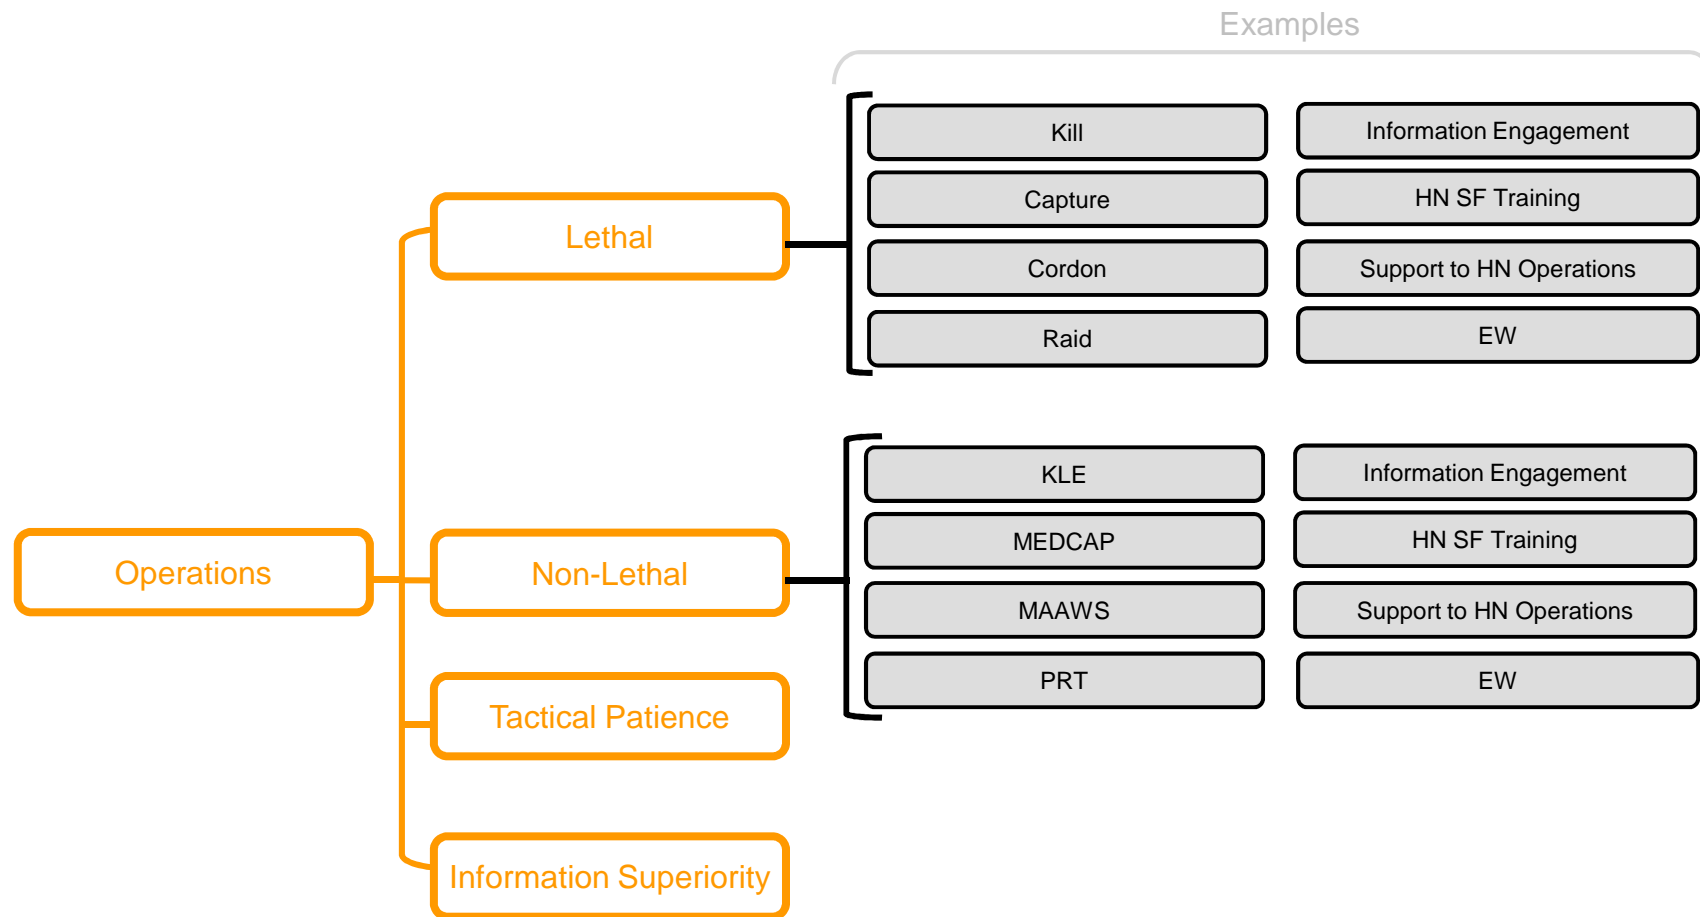 Examples
Kill
Information Engagement
Capture
HN SF Training
Lethal
Cordon
Support to HN Operations
Raid
EW
KLE
Information Engagement
MEDCAP
HN SF Training
Operations
Non-Lethal
MAAWS
Support to HN Operations
PRT
EW
Tactical Patience
Information Superiority